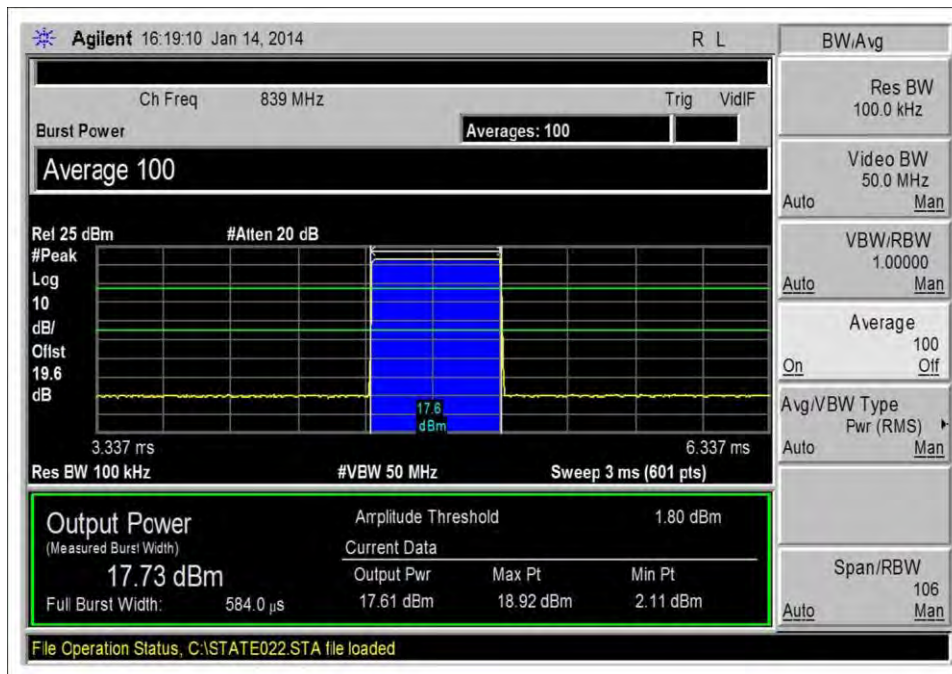 Agilent 16:19:10 Jan 14, 2014 R L
BW/Avg
Ch Freq 839 MHz Trig VidIF
Burst Power
Averages: 100
Average 100
Ref 25 dBm #Atten 20 dB
#Peak
Log
10
dB/
Offst
19.6
dB
17.6
dBm
3.337 ms 6.337 ms
Res BW 100 kHz #VBW 50 MHz Sweep 3 ms (601 pts)
Output Power
(Measured Burst Width)
17.73 dBm
Full Burst Width: 584.0 µs
Amplitude Threshold 1.80 dBm
Current Data
Output Pwr Max Pt Min Pt
17.61 dBm 18.92 dBm 2.11 dBm
File Operation Status, C:\STATE022.STA file loaded
Res BW
100.0 kHz
Video BW
50.0 MHz
Auto Man
VBW/RBW
1.00000
Auto Man
Average
100
On Off
Avg/VBW Type
Pwr (RMS)
Auto Man
Span/RBW
106
Auto Man